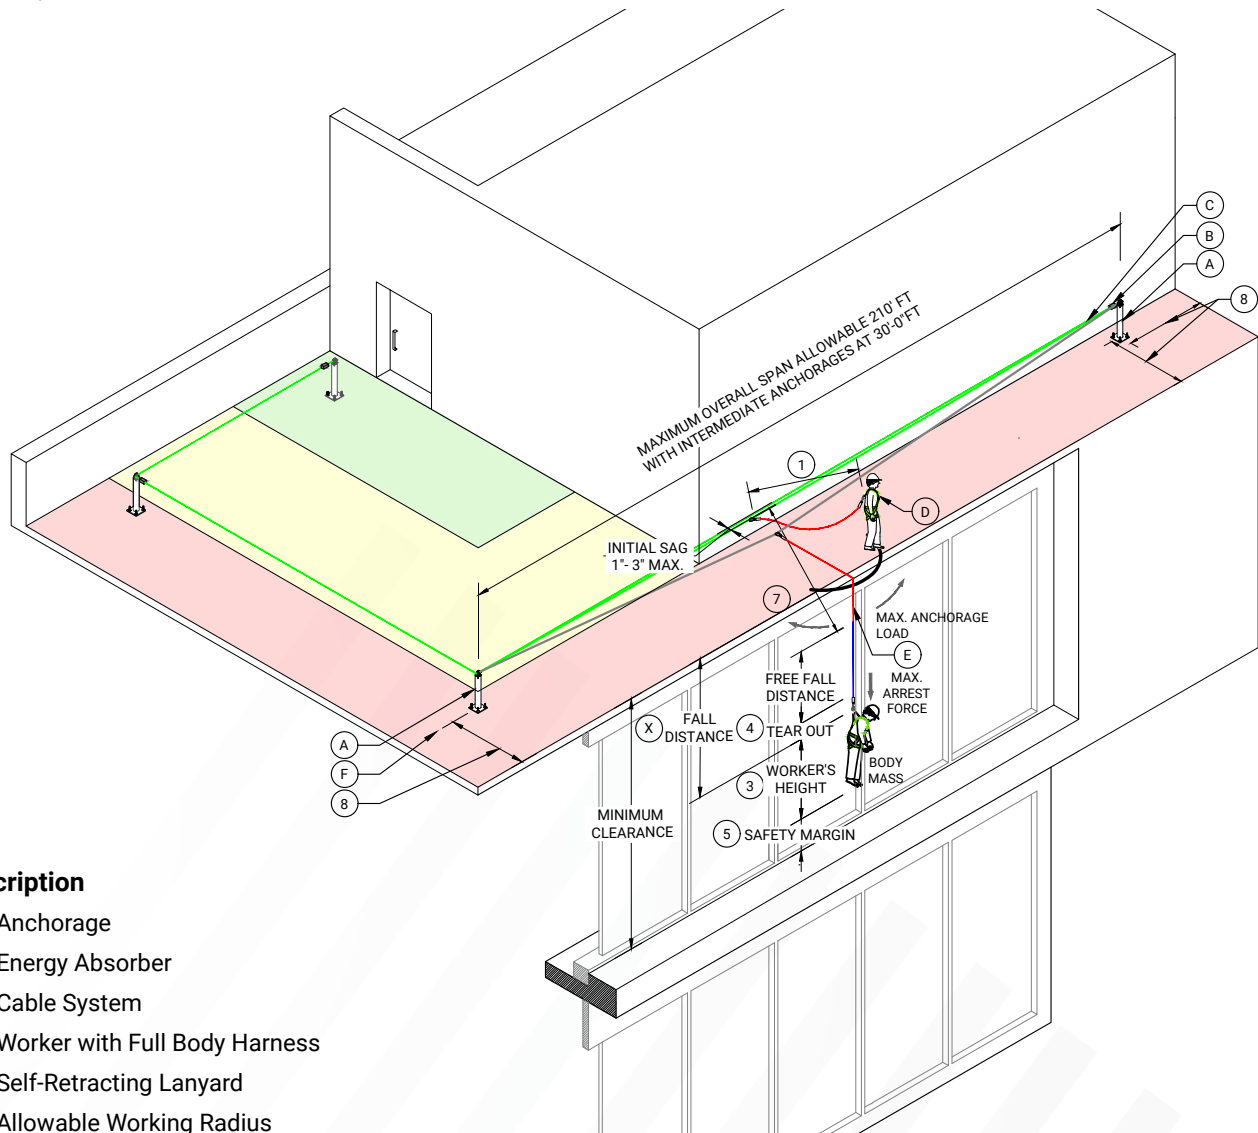 C
B
A
8
MAXIMUM OVERALL SPAN ALLOWABLE 210' FT
WITH INTERMEDIATE ANCHORAGES AT 30'-0"FT
1
D
INITIAL SAG
1"- 3" MAX.
7
MAX. ANCHORAGE
LOAD
E
FREE FALL
DISTANCE
MAX.
ARREST
FORCE
X
FALL
DISTANCE
4
TEAR OUT
A
F
8
3
WORKER'S
HEIGHT
BODY
MASS
MINIMUM
CLEARANCE
5
SAFETY MARGIN
cription
Anchorage
Energy Absorber
Cable System
Worker with Full Body Harness
Self-Retracting Lanyard
Allowable Working Radius